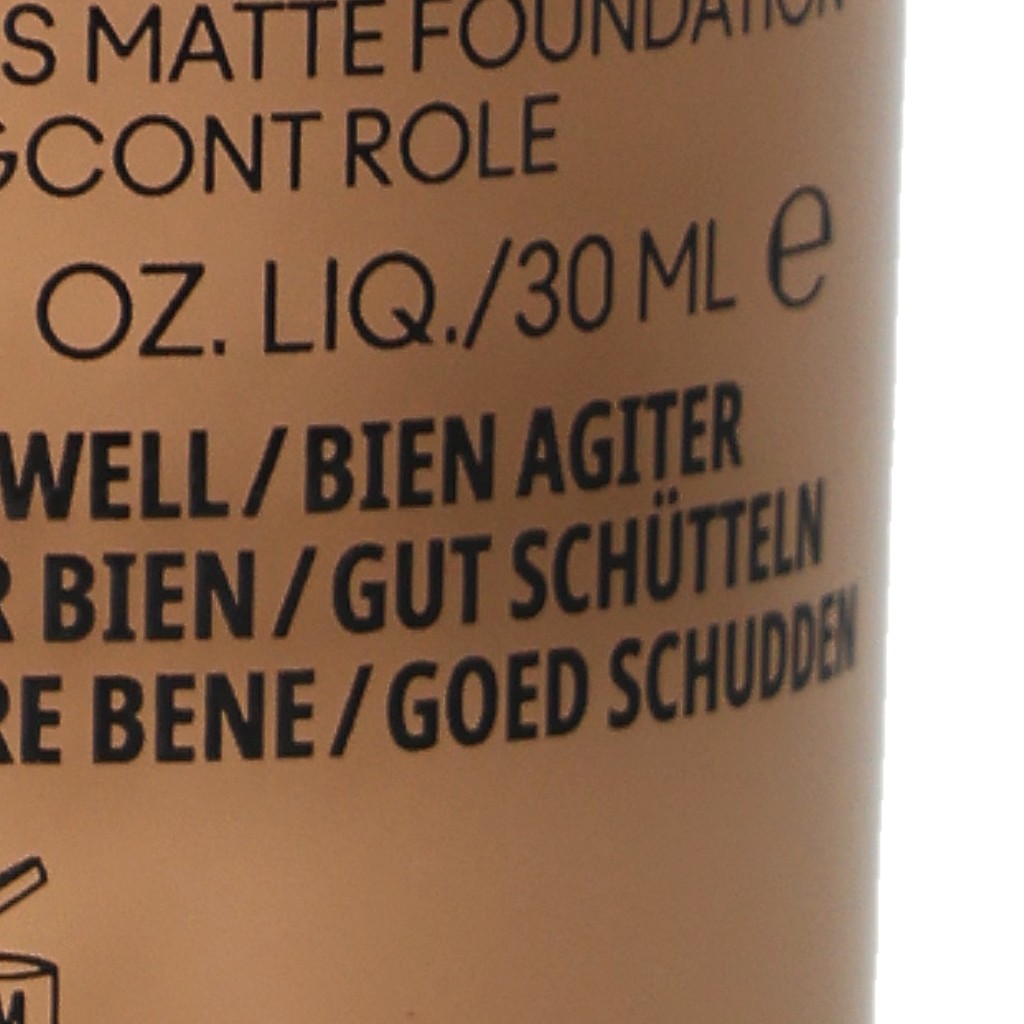 S MATTE FOUNDATION
GCONT ROLE
OZ. LIQ./30 ML e
WELL / BIEN AGITER
R BIEN / GUT SCHÜTTELN
RE BENE / GOED SCHUDDEN
M